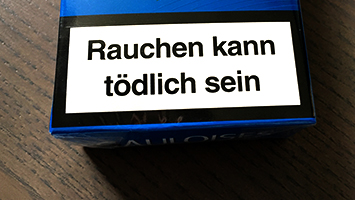 Rauchen kann
tödlich sein